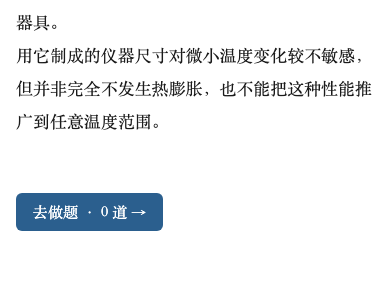 器具。
用它制成的仪器尺寸对微小温度变化较不敏感，
但并非完全不发生热膨胀，也不能把这种性能推
广到任意温度范围。
去做题 · 0 道 →